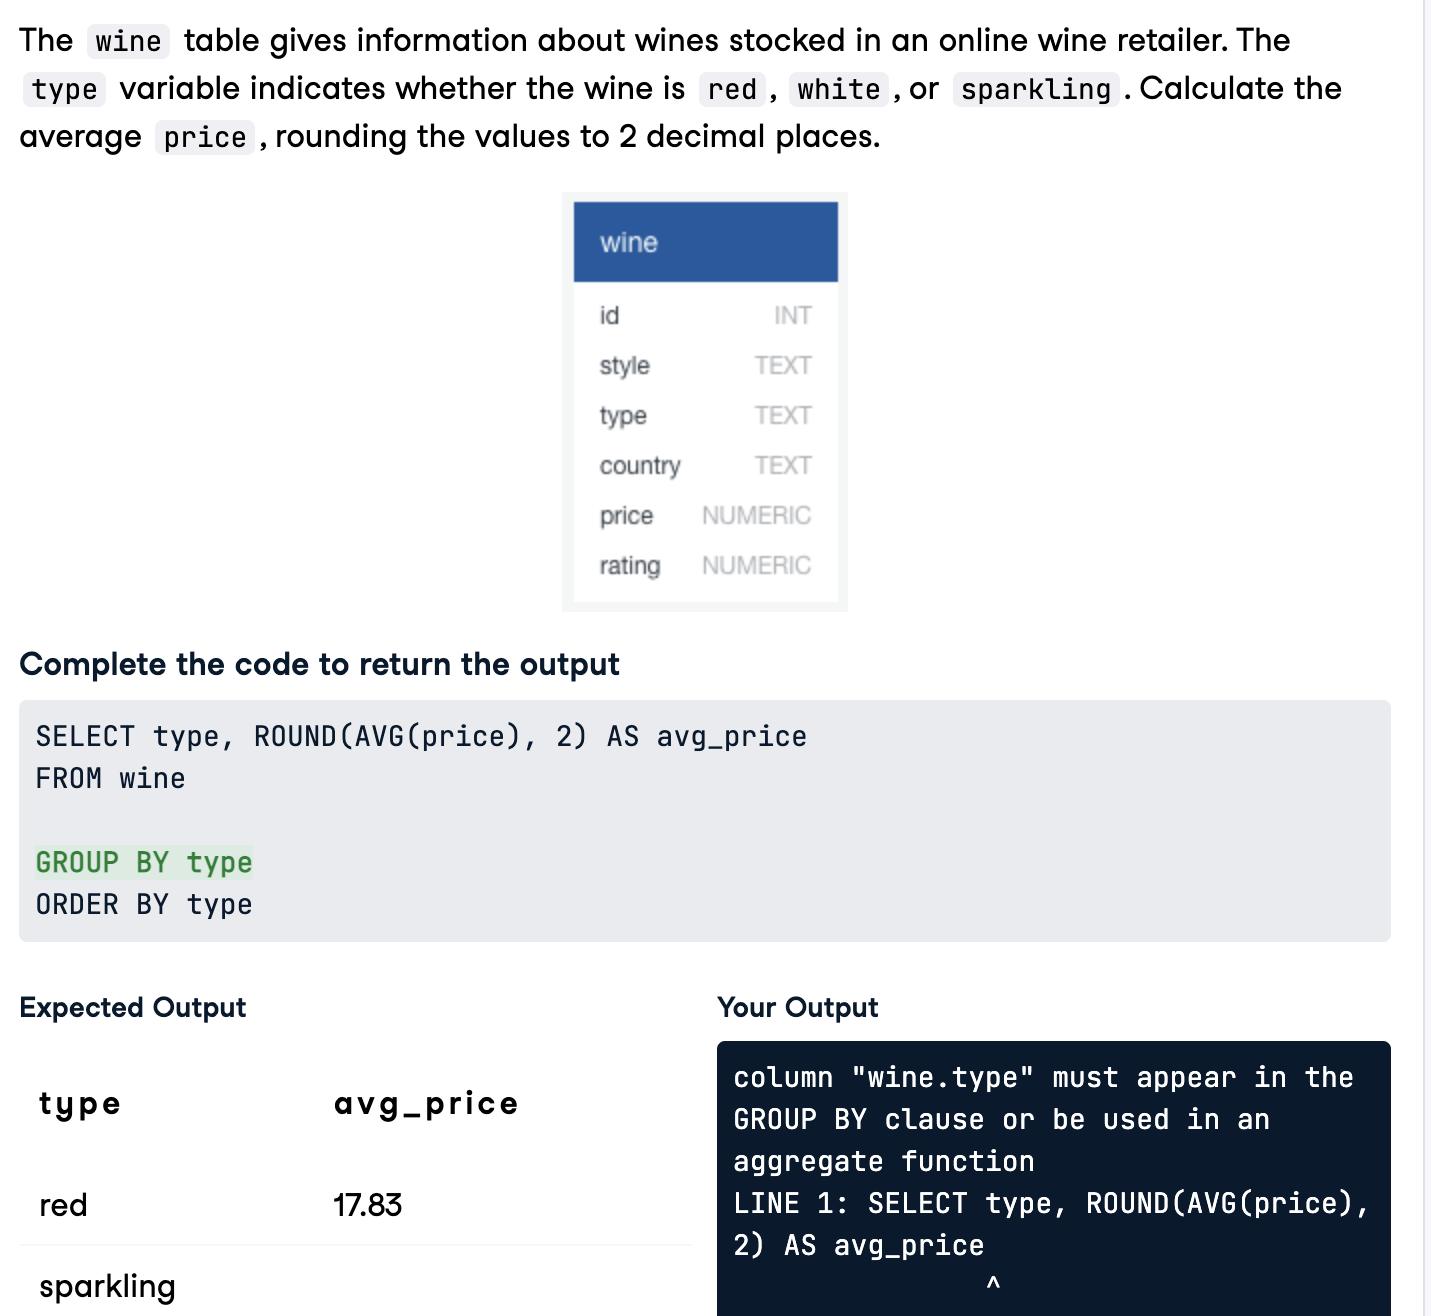 The wine table gives information about wines stocked in an online wine retailer. The
type variable indicates whether the wine is red, white, or sparkling. Calculate the
average price, rounding the values to 2 decimal places.
wine
id INT
style TEXT
type TEXT
country TEXT
price NUMERIC
rating NUMERIC
Complete the code to return the output
SELECT type, ROUND(AVG(price), 2) AS avg_price
FROM wine
GROUP BY type
ORDER BY type
Expected Output
type avg_price
red 17.83
sparkling
Your Output
column "wine.type" must appear in the
GROUP BY clause or be used in an
aggregate function
LINE 1: SELECT type, ROUND(AVG(price),
2) AS avg_price
^